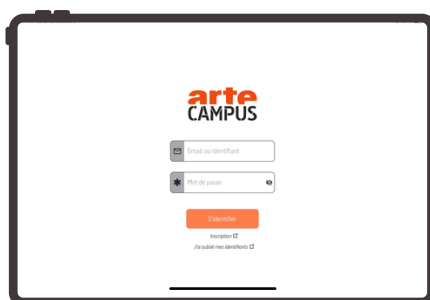 arte
CAMPUS
Email ou identifiant
Mot de passe
S'identifier
Inscription
J'ai oublié mes identifiants